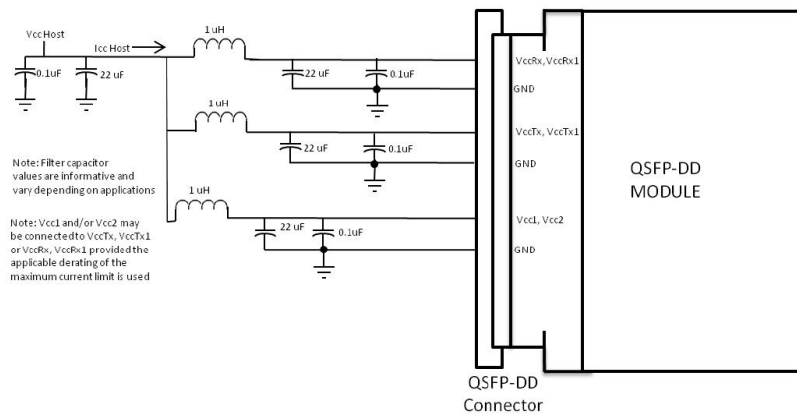 Vcc Host
Icc Host
1 uH
0.1uF
22 uF
22 uF
0.1uF
VccRx, VccRx1
GND
1 uH
22 uF
0.1uF
VccTx, VccTx1
GND
1 uH
22 uF
0.1uF
Vcc1, Vcc2
GND
Note: Filter capacitor
values are informative and
vary depending on applications
Note: Vcc1 and/or Vcc2 may
be connected to VccTx, VccTx1
or VccRx, VccRx1 provided the
applicable derating of the
maximum current limit is used
QSFP-DD
MODULE
QSFP-DD
Connector